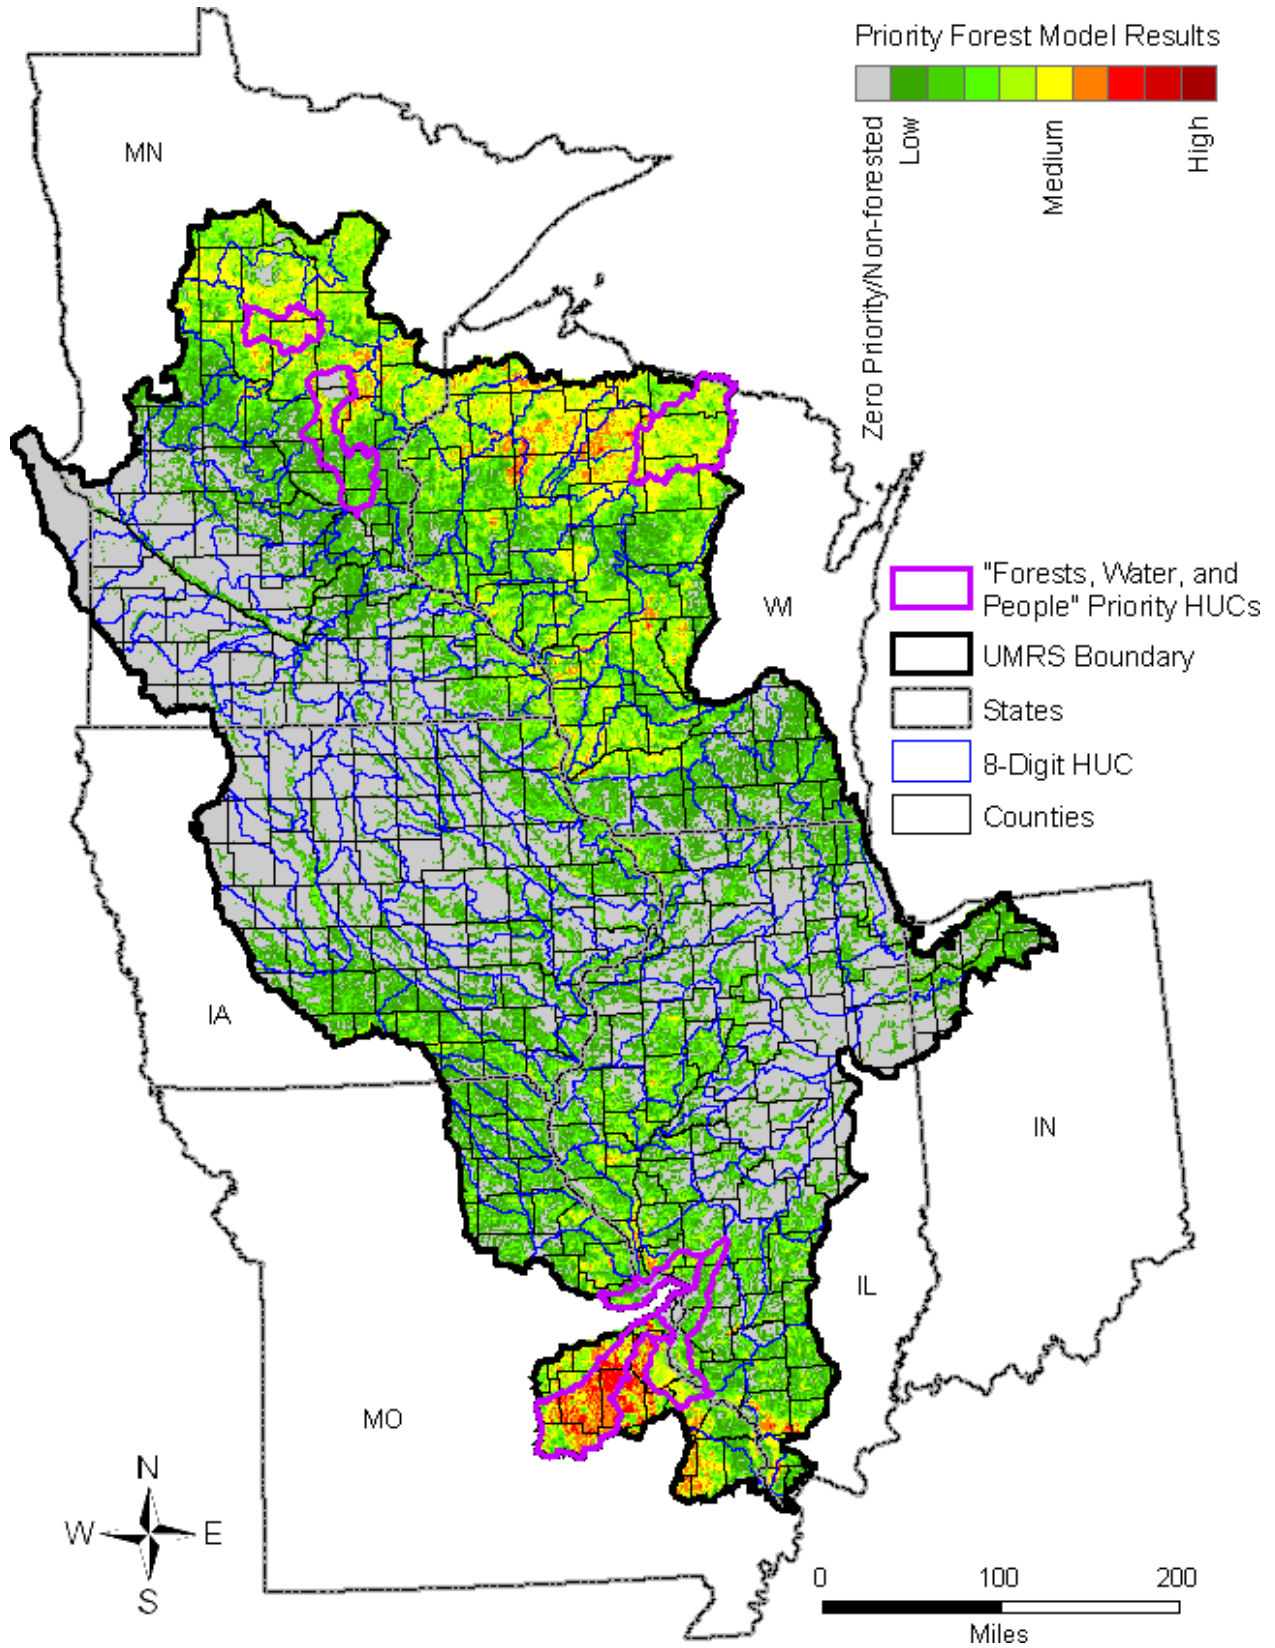 Priority Forest Model Results
Zero Priority/Non-forested
Low
Medium
High
MN
WI
"Forests, Water, and
People" Priority HUCs
UMRS Boundary
States
8-Digit HUC
Counties
IA
IN
IL
MO
N
W E
S
0 100 200
Miles